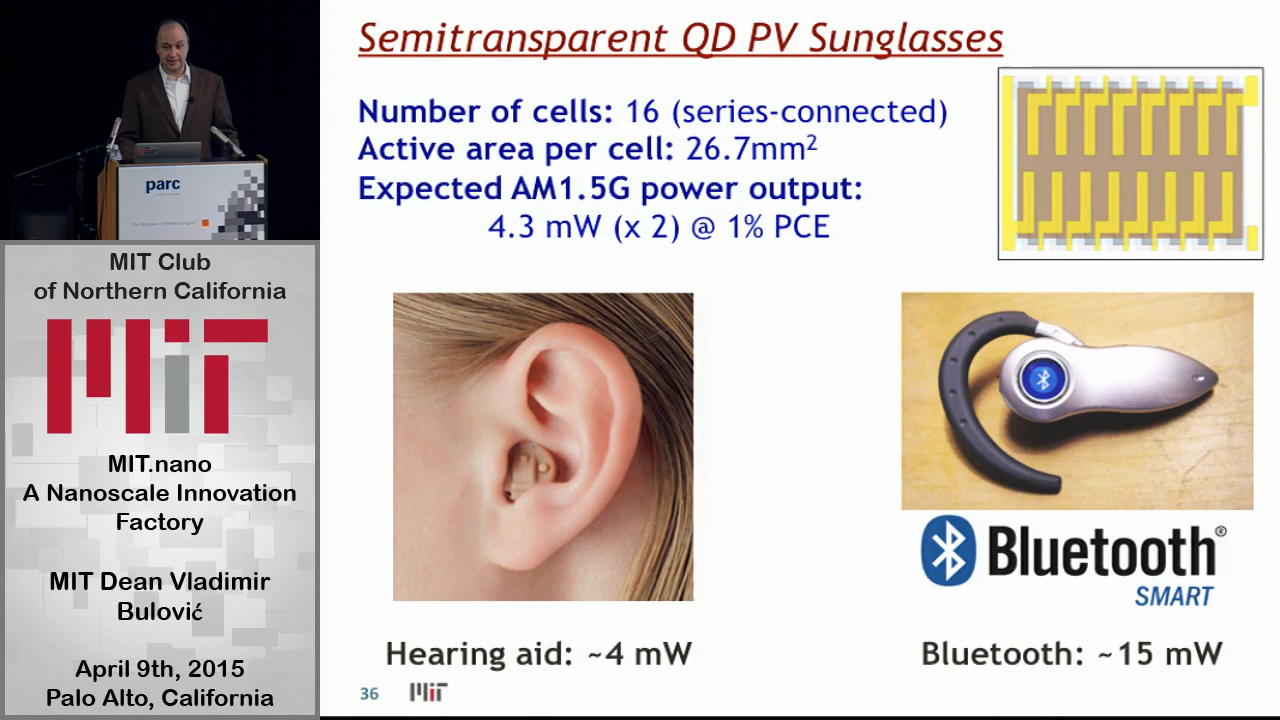 Semitransparent QD PV Sunglasses
Number of cells: 16 (series-connected)
Active area per cell: 26.7mm²
Expected AM1.5G power output:
4.3 mW (x 2) @ 1% PCE
parc
MIT Club
of Northern California
MIT
MIT.nano
A Nanoscale Innovation
Factory
MIT Dean Vladimir
Bulović
April 9th, 2015
Palo Alto, California
Bluetooth®
SMART
Hearing aid: ~4 mW
Bluetooth: ~15 mW
36 MIT